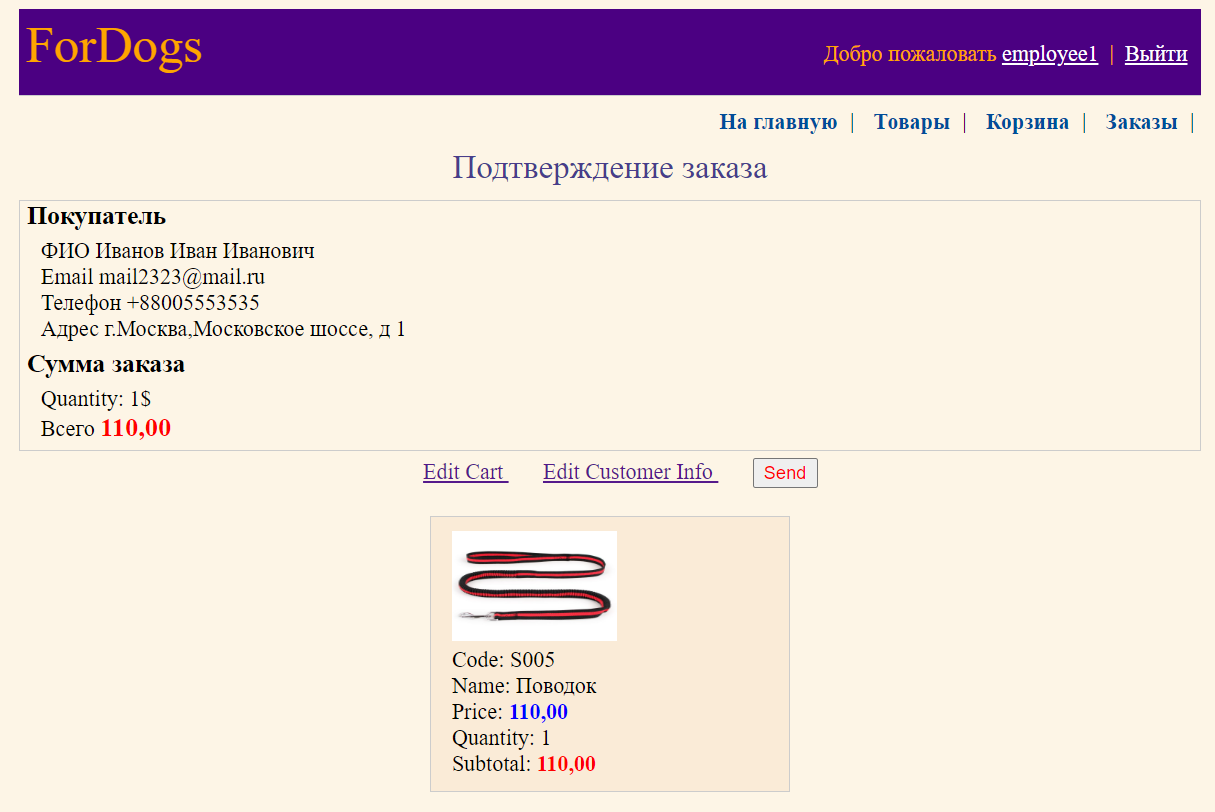 ForDogs
Добро пожаловать employee1 | Выйти
На главную | Товары | Корзина | Заказы |
Подтверждение заказа
Покупатель
ФИО Иванов Иван Иванович
Email mail2323@mail.ru
Телефон +88005553535
Адрес г.Москва,Московское шоссе, д 1
Сумма заказа
Quantity: 1$
Всего 110,00
Edit Cart Edit Customer Info Send
Code: S005
Name: Поводок
Price: 110,00
Quantity: 1
Subtotal: 110,00